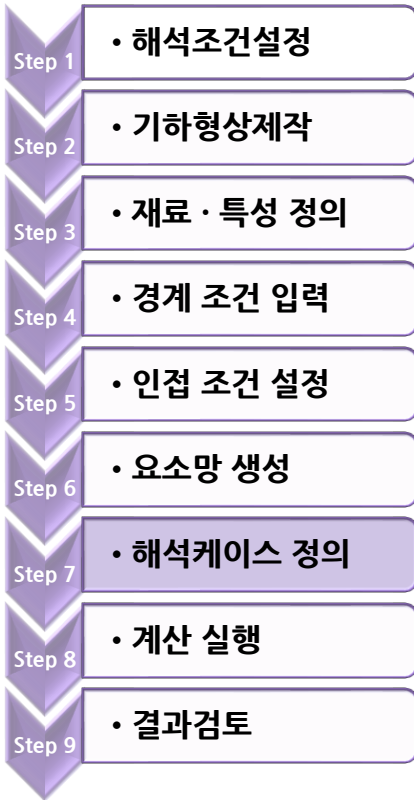 Step 1
• 해석조건설정
Step 2
• 기하형상제작
Step 3
• 재료 · 특성 정의
Step 4
• 경계 조건 입력
Step 5
• 인접 조건 설정
Step 6
• 요소망 생성
Step 7
• 해석케이스 정의
Step 8
• 계산 실행
Step 9
• 결과검토